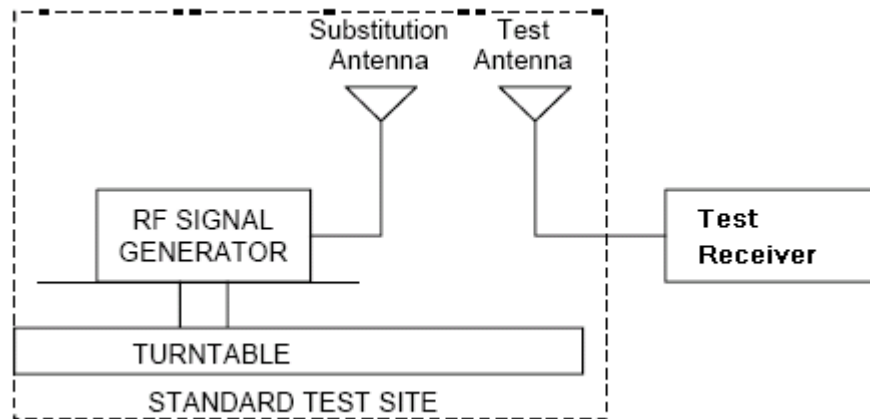 Substitution
Antenna
Test
Antenna
RF SIGNAL
GENERATOR
Test
Receiver
TURNTABLE
STANDARD TEST SITE